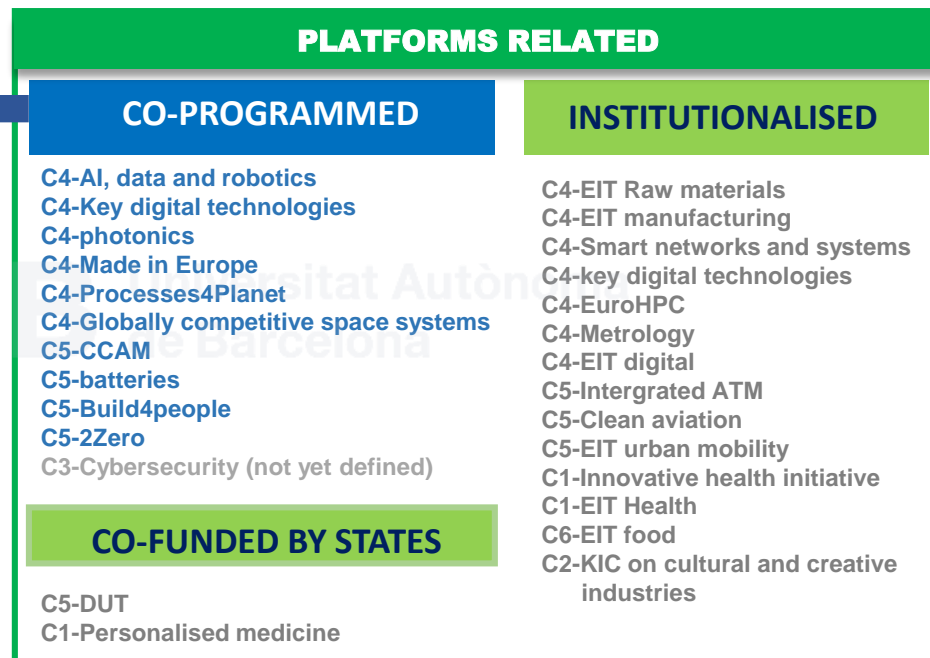 PLATFORMS RELATED
CO-PROGRAMMED
C4-AI, data and robotics
C4-Key digital technologies
C4-photonics
C4-Made in Europe
C4-Processes4Planet
C4-Globally competitive space systems
C5-CCAM
C5-batteries
C5-Build4people
C5-2Zero
C3-Cybersecurity (not yet defined)
CO-FUNDED BY STATES
C5-DUT
C1-Personalised medicine
INSTITUTIONALISED
C4-EIT Raw materials
C4-EIT manufacturing
C4-Smart networks and systems
C4-key digital technologies
C4-EuroHPC
C4-Metrology
C4-EIT digital
C5-Intergrated ATM
C5-Clean aviation
C5-EIT urban mobility
C1-Innovative health initiative
C1-EIT Health
C6-EIT food
C2-KIC on cultural and creative
industries
Universitat Autònoma
de Barcelona